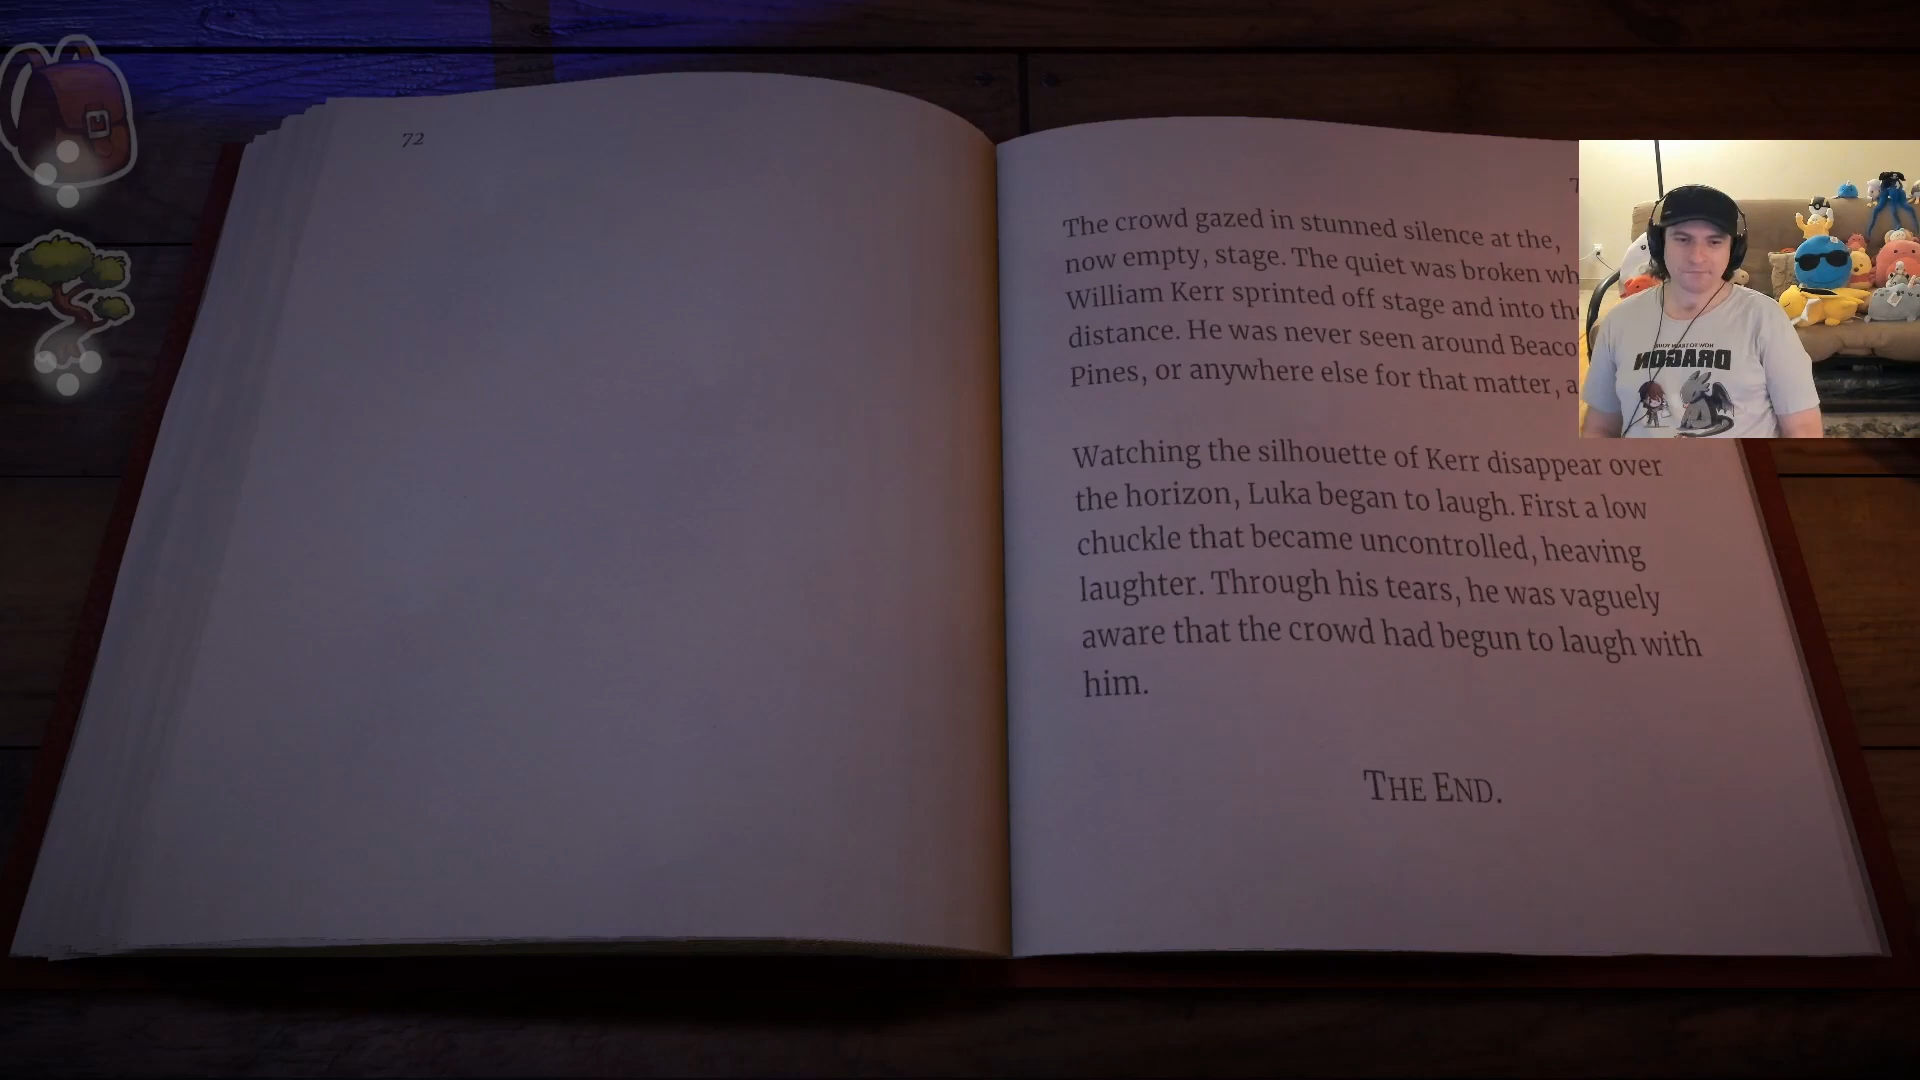 72
The crowd gazed in stunned silence at the,
now empty, stage. The quiet was broken
William Kerr sprinted off stage and into
distance. He was never seen around
Pines, or anywhere else for that matter,
Watching the silhouette of Kerr disappear over
the horizon, Luka began to laugh. First a low
chuckle that became uncontrolled, heaving
laughter. Through his tears, he was vaguely
aware that the crowd had begun to laugh with
him.
THE END.
DRAGON